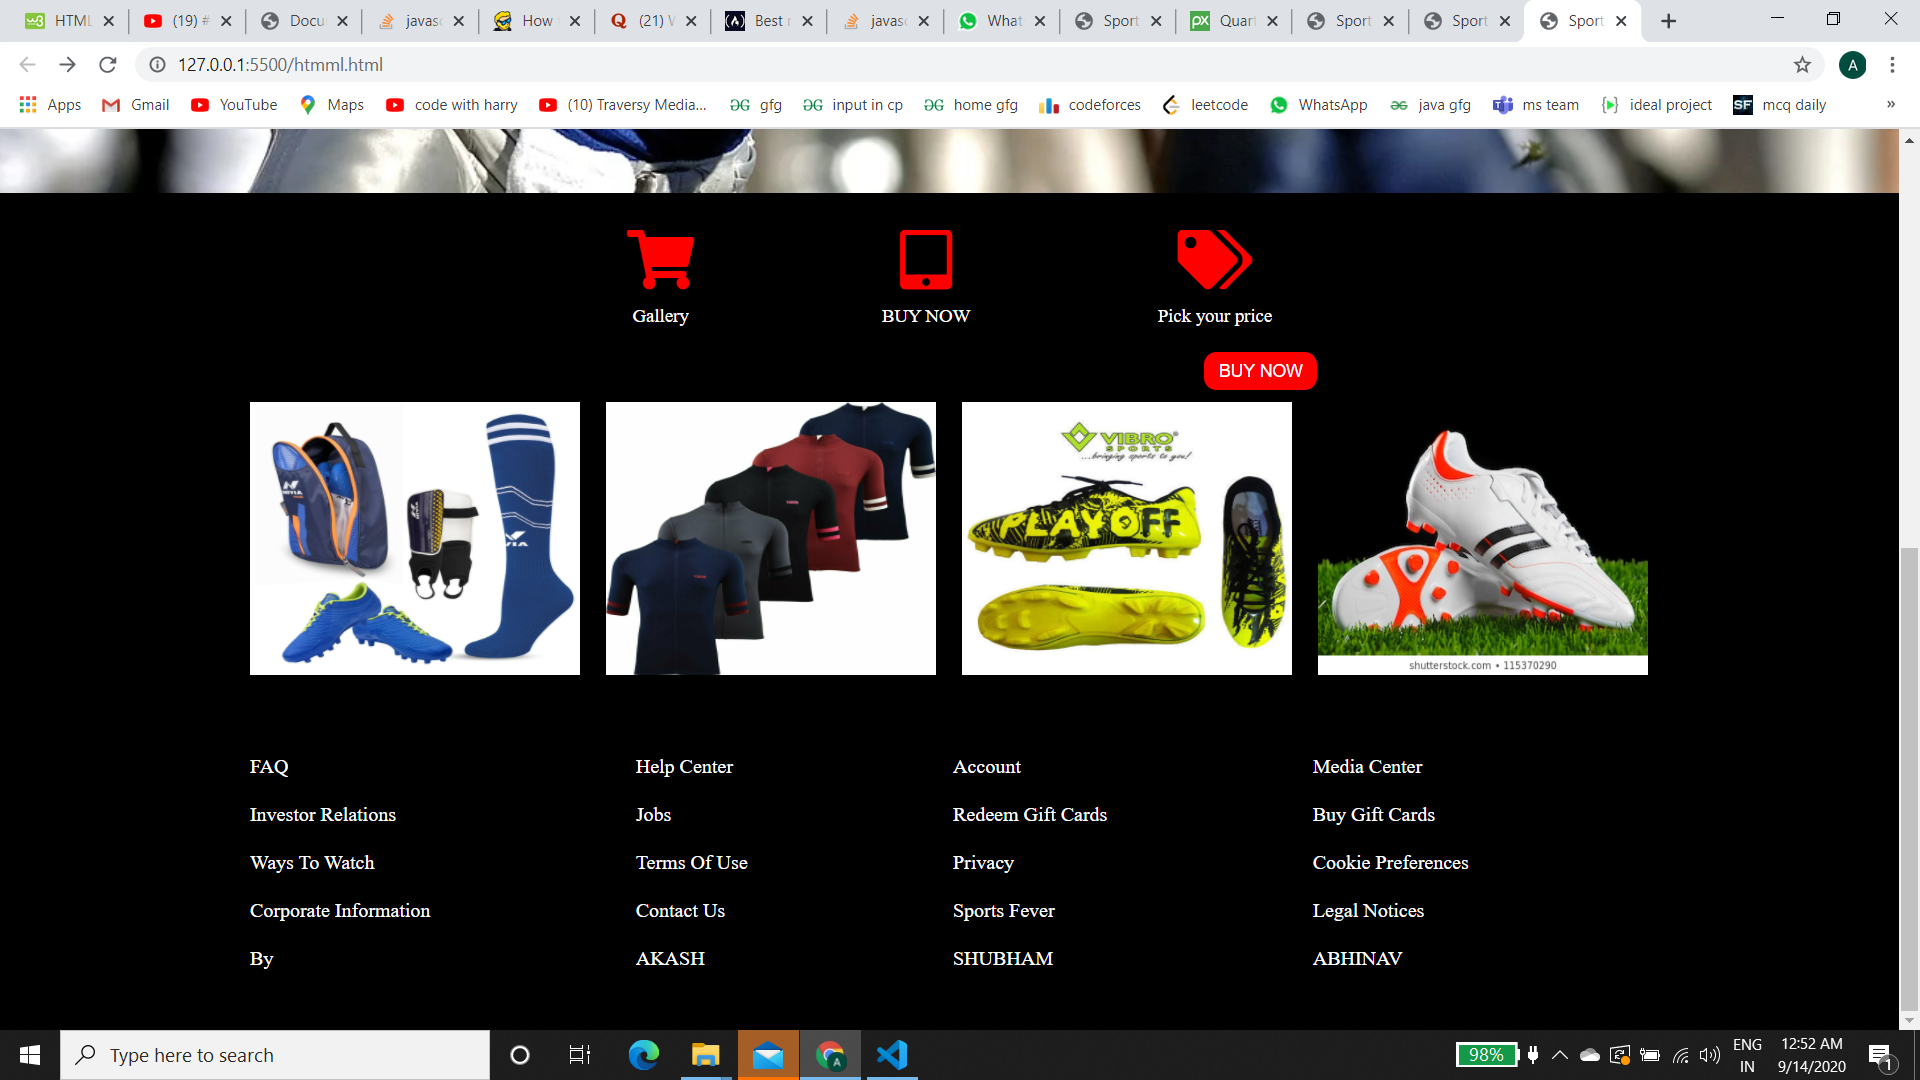 HTML
(19) #
Docu
javasc
How
(21) W
Best r
javasc
What
Sport
Quar
Sport
Sport
Sport
127.0.0.1:5500/htmml.html
A
Apps
Gmail
YouTube
Maps
code with harry
(10) Traversy Media...
gfg
input in cp
home gfg
codeforces
leetcode
WhatsApp
java gfg
ms team
ideal project
SF mcq daily
»
Gallery
BUY NOW
Pick your price
BUY NOW
NIVIA
VIBRO
SPORTS
...bringing sports to you!
PLAYOFF
shutterstock.com • 115370290
FAQ
Help Center
Account
Media Center
Investor Relations
Jobs
Redeem Gift Cards
Buy Gift Cards
Ways To Watch
Terms Of Use
Privacy
Cookie Preferences
Corporate Information
Contact Us
Sports Fever
Legal Notices
By
AKASH
SHUBHAM
ABHINAV
Type here to search
98%
ENG
IN
12:52 AM
9/14/2020
1